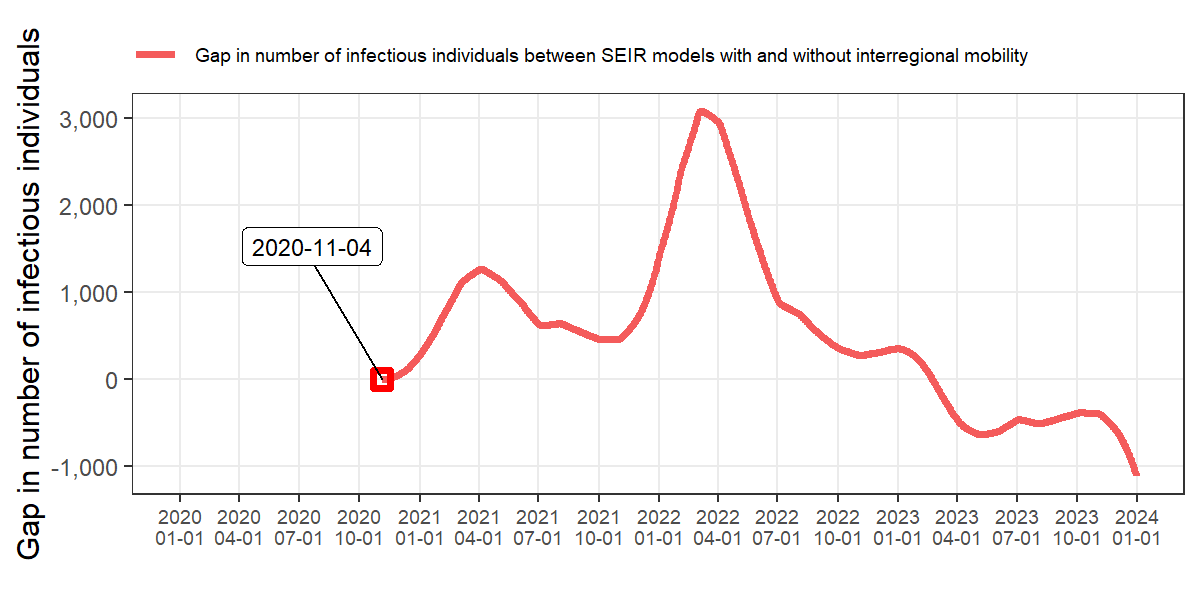 Gap in number of infectious individuals between SEIR models with and without interregional mobility
Gap in number of infectious individuals
3,000
2,000
1,000
0
-1,000
2020-11-04
2020 2020 2020 2020 2021 2021 2021 2021 2022 2022 2022 2022 2023 2023 2023 2023 2024
01-01 04-01 07-01 10-01 01-01 04-01 07-01 10-01 01-01 04-01 07-01 10-01 01-01 04-01 07-01 10-01 01-01